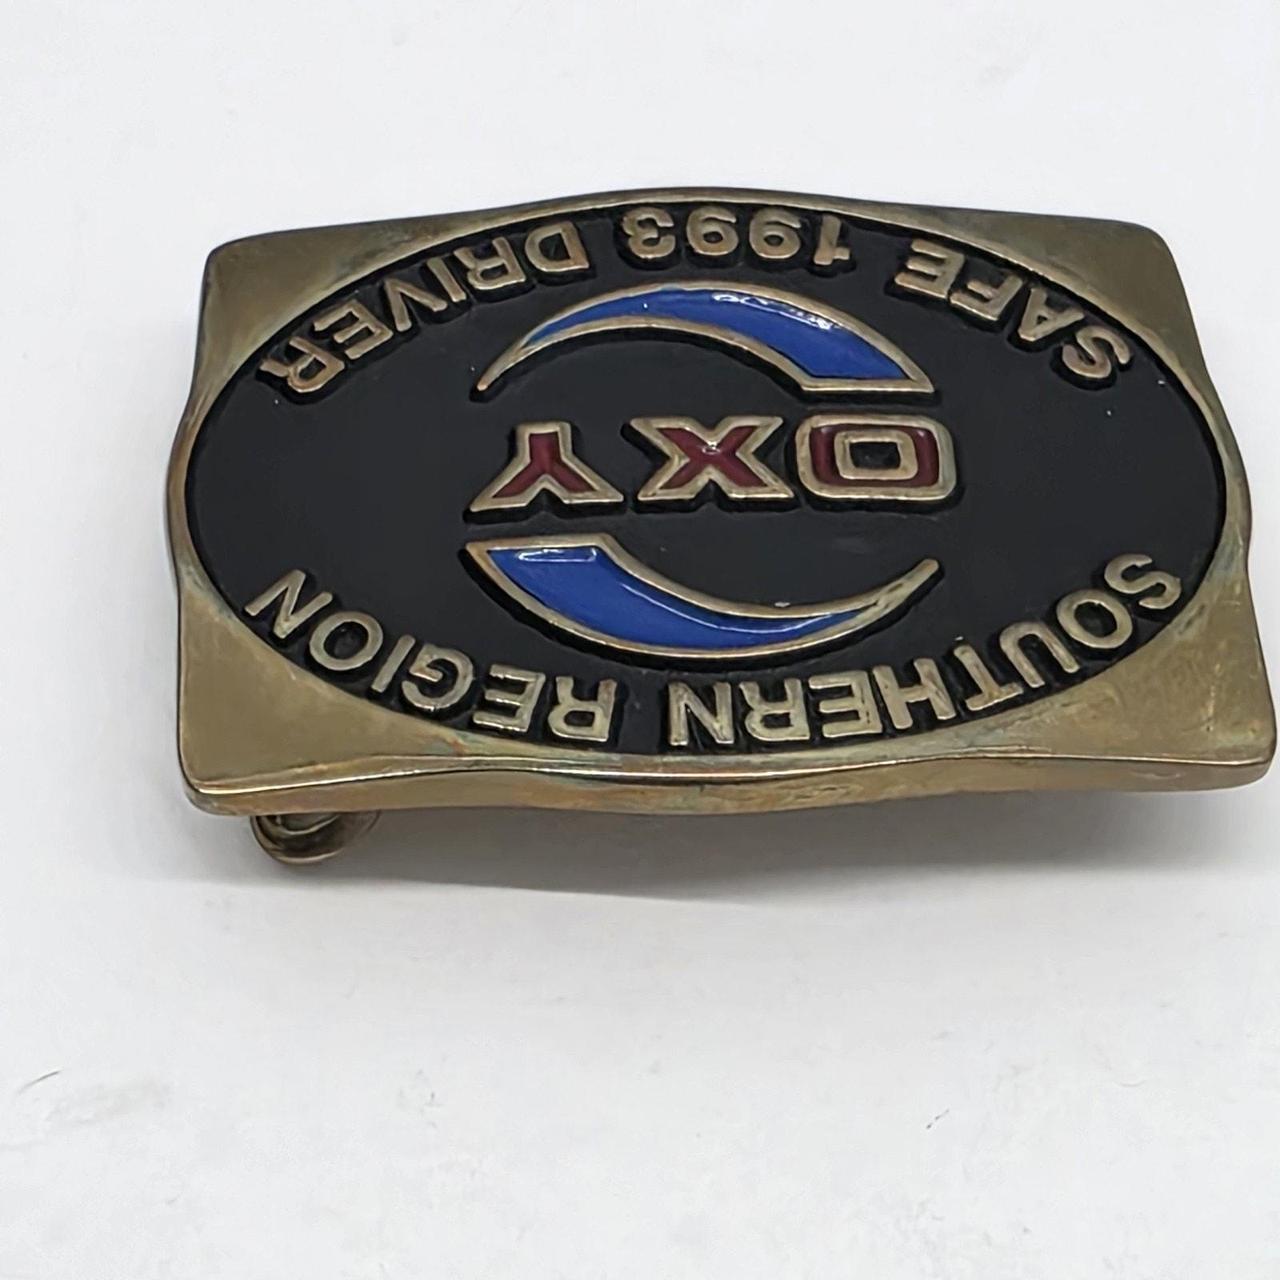 SOUTHERN REGION
OXY
SAFE 1993 DRIVER